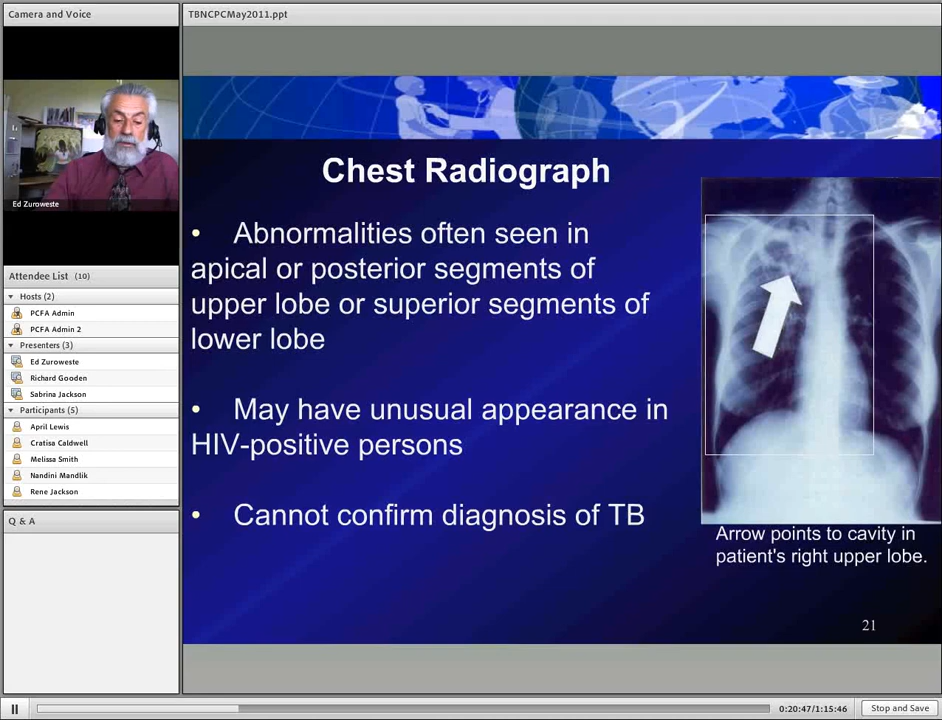 Camera and Voice
Ed Zuroweste
Attendee List (10)
Hosts (2)
PCFA Admin
PCFA Admin 2
Presenters (3)
Ed Zuroweste
Richard Gooden
Sabrina Jackson
Participants (5)
April Lewis
Cratisa Caldwell
Melissa Smith
Nandini Mandlik
Rene Jackson
Q & A
TBNCPCMay2011.ppt
Chest Radiograph
• Abnormalities often seen in
apical or posterior segments of
upper lobe or superior segments of
lower lobe
• May have unusual appearance in
HIV-positive persons
• Cannot confirm diagnosis of TB
Arrow points to cavity in
patient's right upper lobe.
21
0:20:47/1:15:46
Stop and Save